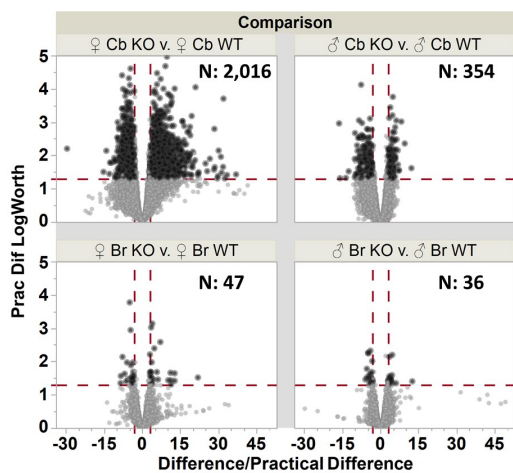 Comparison
♀ Cb KO v. ♀ Cb WT
♂ Cb KO v. ♂ Cb WT
N: 2,016
N: 354
5
4
3
2
1
0
♀ Br KO v. ♀ Br WT
♂ Br KO v. ♂ Br WT
N: 47
N: 36
5
4
3
2
1
0
Prac Dif LogWorth
-30 -15 0 15 30 45
-30 -15 0 15 30 45
Difference/Practical Difference